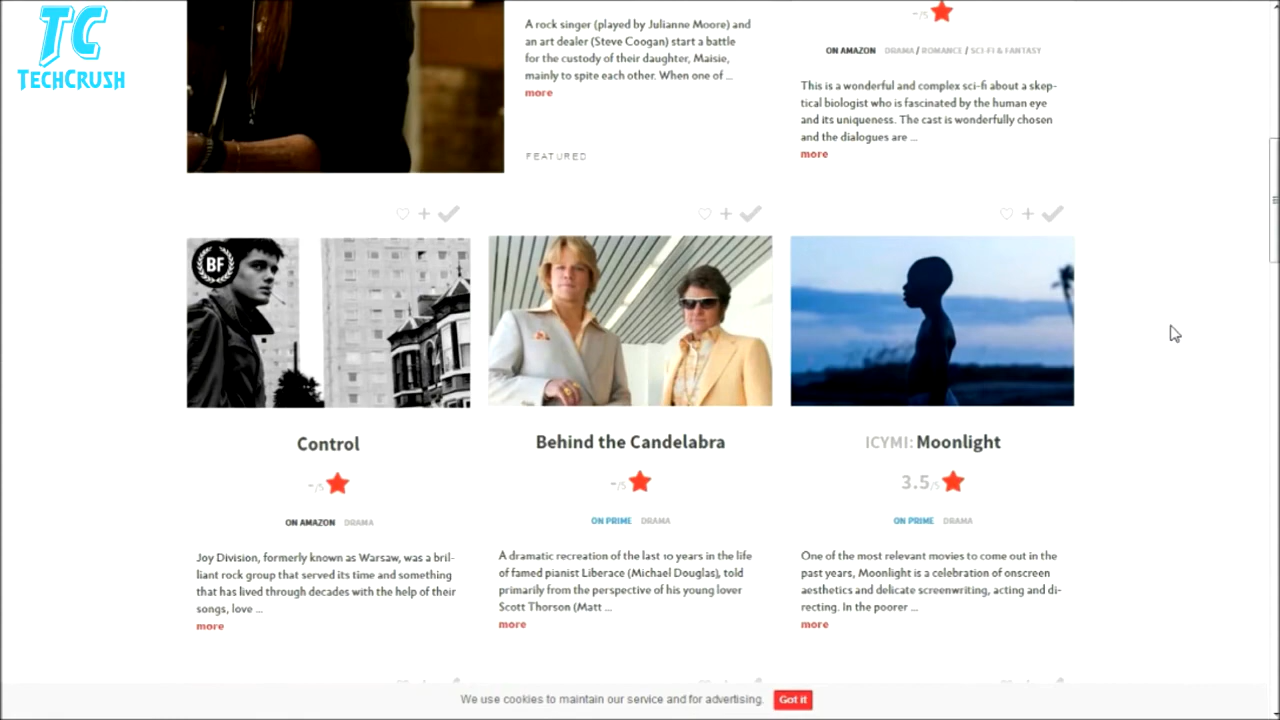 TC
TECHCRUSH
A rock singer (played by Julianne Moore) and
an art dealer (Steve Coogan) start a battle
for the custody of their daughter, Maisie,
mainly to spite each other. When one of ...
more
FEATURED
-/5
ON AMAZON DRAMA / ROMANCE / SCI-FI & FANTASY
This is a wonderful and complex sci-fi about a skep-
tical biologist who is fascinated by the human eye
and its uniqueness. The cast is wonderfully chosen
and the dialogues are ...
more
BF
Control
-/5
ON AMAZON DRAMA
Joy Division, formerly known as Warsaw, was a bril-
liant rock group that served its time and something
that has lived through decades with the help of their
songs, love ...
more
Behind the Candelabra
-/5
ON PRIME DRAMA
A dramatic recreation of the last 10 years in the life
of famed pianist Liberace (Michael Douglas), told
primarily from the perspective of his young lover
Scott Thorson (Matt ...
more
ICYMI: Moonlight
3.5/5
ON PRIME DRAMA
One of the most relevant movies to come out in the
past years, Moonlight is a celebration of onscreen
aesthetics and delicate screenwriting, acting and di-
recting. In the poorer ...
more
We use cookies to maintain our service and for advertising. Got it